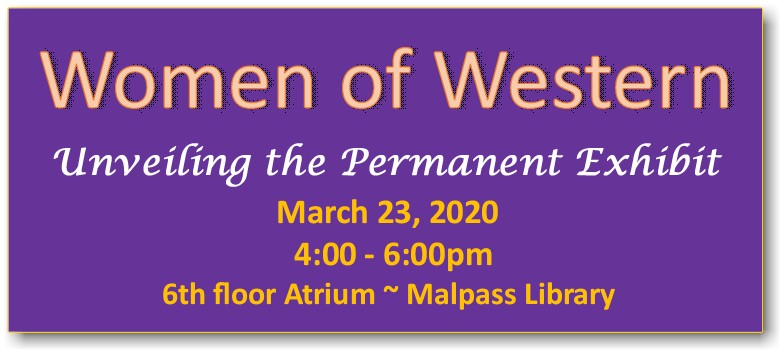 Women of Western
Unveiling the Permanent Exhibit
March 23, 2020
4:00 - 6:00pm
6th floor Atrium ~ Malpass Library